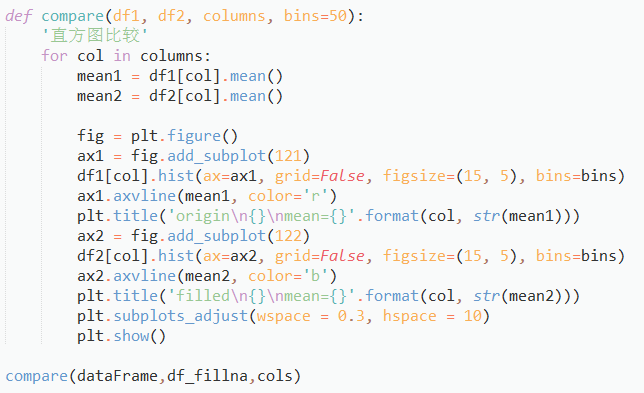 def compare(df1, df2, columns, bins=50):
    '直方图比较'
    for col in columns:
        mean1 = df1[col].mean()
        mean2 = df2[col].mean()

        fig = plt.figure()
        ax1 = fig.add_subplot(121)
        df1[col].hist(ax=ax1, grid=False, figsize=(15, 5), bins=bins)
        ax1.axvline(mean1, color='r')
        plt.title('origin\n{}\nmean={}'.format(col, str(mean1)))
        ax2 = fig.add_subplot(122)
        df2[col].hist(ax=ax2, grid=False, figsize=(15, 5), bins=bins)
        ax2.axvline(mean2, color='b')
        plt.title('filled\n{}\nmean={}'.format(col, str(mean2)))
        plt.subplots_adjust(wspace = 0.3, hspace = 10)
        plt.show()

compare(dataFrame,df_fillna,cols)